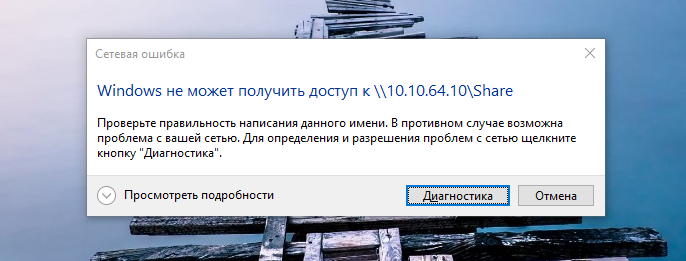 Сетевая ошибка
Windows не может получить доступ к \\10.10.64.10\Share
Проверьте правильность написания данного имени. В противном случае возможна
проблема с вашей сетью. Для определения и разрешения проблем с сетью щелкните
кнопку "Диагностика".
Просмотреть подробности
Диагностика
Отмена